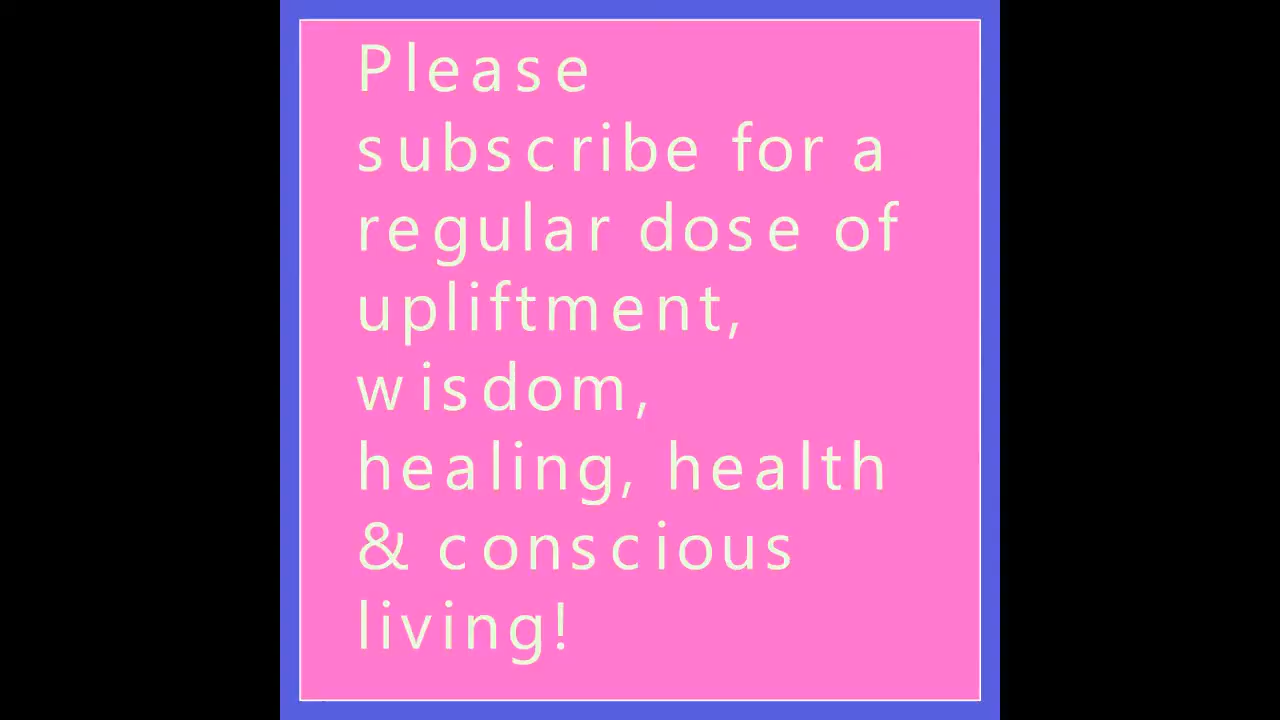 Please
subscribe for a
regular dose of
upliftment,
wisdom,
healing, health
& conscious
living!